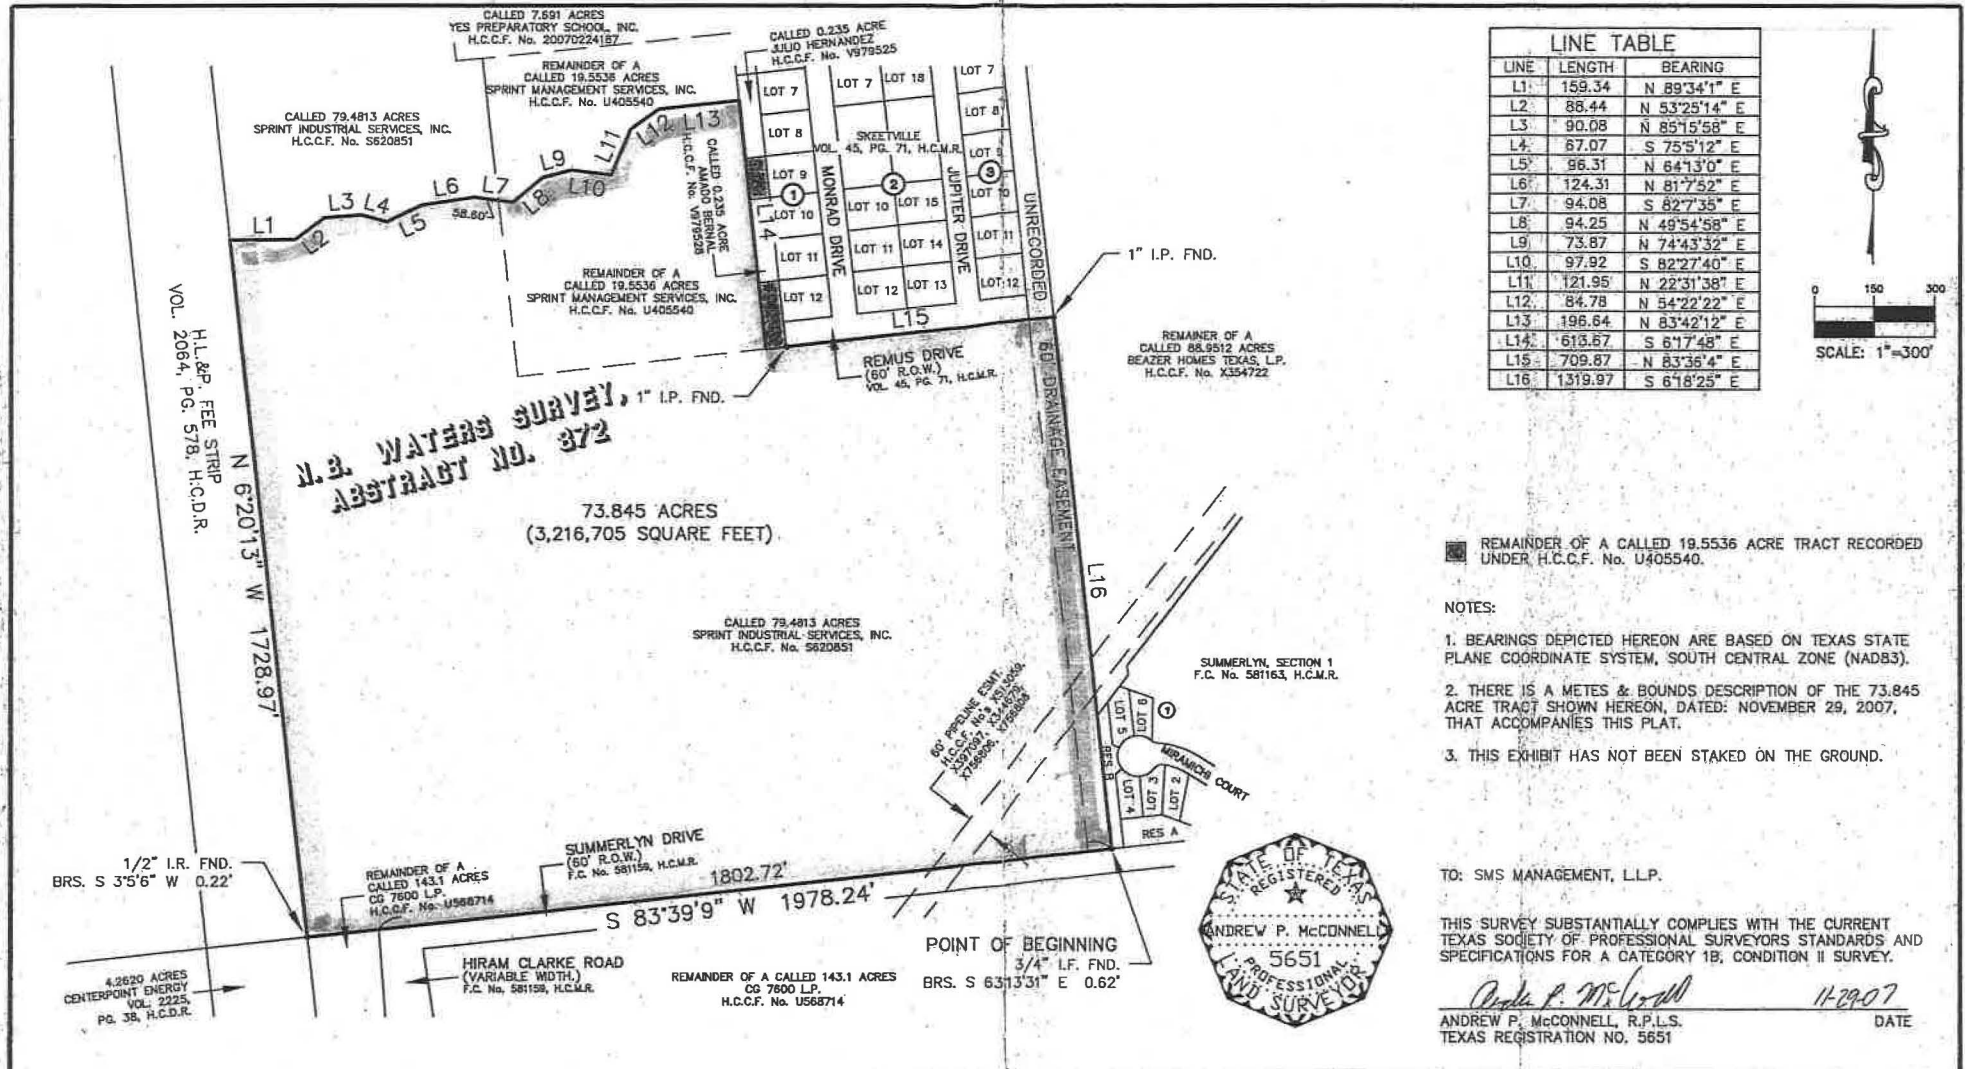 CALLED 7.691 ACRES
YES PREPARATORY SCHOOL, INC.
H.C.C.F. No. 20070224187
REMAINDER OF A
CALLED 19.5536 ACRES
SPRINT MANAGEMENT SERVICES, INC.
H.C.C.F. No. U405540
CALLED 0.235 ACRE
JULIO HERNANDEZ
H.C.C.F. No. V979525
CALLED 79.4813 ACRES
SPRINT INDUSTRIAL SERVICES, INC.
H.C.C.F. No. S620851
L1
L2
L3
L4
L5
L6
58.60'
L7
L8
L9
L10
L11
L12
L13
CALLED 0.235 ACRE
AMADO BERNAL
H.C.C.F. No. V979528
L14
LOT 7
LOT 8
LOT 9
1
LOT 10
LOT 11
LOT 12
MONRAD DRIVE
LOT 7
LOT 18
SKEETVILLE
VOL. 45, PG. 71, H.C.M.R.
2
LOT 10
LOT 15
LOT 11
LOT 14
LOT 12
LOT 13
JUPITER DRIVE
LOT 7
LOT 8
LOT 9
3
LOT 10
LOT 11
LOT 12
UNRECORDED
60' DRAINAGE EASEMENT
L15
1" I.P. FND.
REMAINDER OF A
CALLED 19.5536 ACRES
SPRINT MANAGEMENT SERVICES, INC.
H.C.C.F. No. U405540
REMUS DRIVE
(60' R.O.W.)
VOL. 45, PG. 71, H.C.M.R.
1" I.P. FND.
REMAINER OF A
CALLED 88.9512 ACRES
BEAZER HOMES TEXAS, L.P.
H.C.C.F. No. X354722
H.L.&P. FEE STRIP
VOL. 2064, PG. 578, H.C.D.R.
N 6°20'13" W 1728.97'
N.B. WATERS SURVEY,
ABSTRACT NO. 872
73.845 ACRES
(3,216,705 SQUARE FEET)
CALLED 79.4813 ACRES
SPRINT INDUSTRIAL SERVICES, INC.
H.C.C.F. No. S620851
L16
60' PIPELINE ESMT.
SUMMERLYN, SECTION 1
F.C. No. 581163, H.C.M.R.
LOT 5
LOT 6
1
RES B
MIRAMICHI COURT
LOT 4
LOT 3
LOT 2
RES A
1/2" I.R. FND.
BRS. S 3°5'6" W 0.22'
REMAINDER OF A
CALLED 143.1 ACRES
CG 7600 L.P.
H.C.C.F. No. U568714
SUMMERLYN DRIVE
(60' R.O.W.)
F.C. No. 581159, H.C.M.R.
1802.72'
S 83°39'9" W 1978.24'
HIRAM CLARKE ROAD
(VARIABLE WIDTH.)
F.C. No. 581159, H.C.M.R.
REMAINDER OF A CALLED 143.1 ACRES
CG 7600 L.P.
H.C.C.F. No. U568714
POINT OF BEGINNING
3/4" I.F. FND.
BRS. S 63°13'31" E 0.62'
4.2620 ACRES
CENTERPOINT ENERGY
VOL. 2225,
PG. 38, H.C.D.R.
LINE TABLE
LINE LENGTH BEARING
L1 159.34 N 89°34'1" E
L2 88.44 N 53°25'14" E
L3 90.08 N 85°15'58" E
L4 67.07 S 75°5'12" E
L5 96.31 N 64°13'0" E
L6 124.31 N 81°7'52" E
L7 94.08 S 82°7'35" E
L8 94.25 N 49°54'58" E
L9 73.87 N 74°43'32" E
L10 97.92 S 82°27'40" E
L11 121.95 N 22°31'38" E
L12 84.78 N 54°22'22" E
L13 196.64 N 83°42'12" E
L14 613.67 S 6°17'48" E
L15 709.87 N 83°36'4" E
L16 1319.97 S 6°18'25" E
0 150 300
SCALE: 1"=300'
REMAINDER OF A CALLED 19.5536 ACRE TRACT RECORDED
UNDER H.C.C.F. No. U405540.
NOTES:
1. BEARINGS DEPICTED HEREON ARE BASED ON TEXAS STATE
PLANE COORDINATE SYSTEM, SOUTH CENTRAL ZONE (NAD83).
2. THERE IS A METES & BOUNDS DESCRIPTION OF THE 73.845
ACRE TRACT SHOWN HEREON, DATED: NOVEMBER 29, 2007,
THAT ACCOMPANIES THIS PLAT.
3. THIS EXHIBIT HAS NOT BEEN STAKED ON THE GROUND.
STATE OF TEXAS
REGISTERED
ANDREW P. McCONNELL
5651
PROFESSIONAL
LAND SURVEYOR
TO: SMS MANAGEMENT, L.L.P.
THIS SURVEY SUBSTANTIALLY COMPLIES WITH THE CURRENT
TEXAS SOCIETY OF PROFESSIONAL SURVEYORS STANDARDS AND
SPECIFICATIONS FOR A CATEGORY 1B, CONDITION II SURVEY.
11-29-07
ANDREW P. McCONNELL, R.P.L.S. DATE
TEXAS REGISTRATION NO. 5651